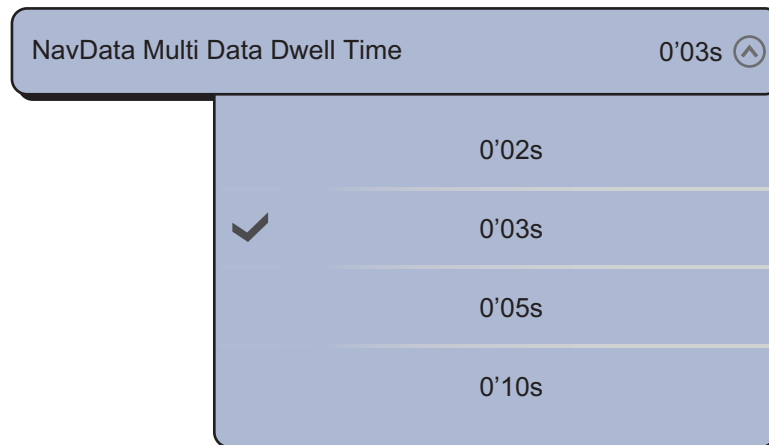 NavData Multi Data Dwell Time 0’03s
0’02s
0’03s
0’05s
0’10s